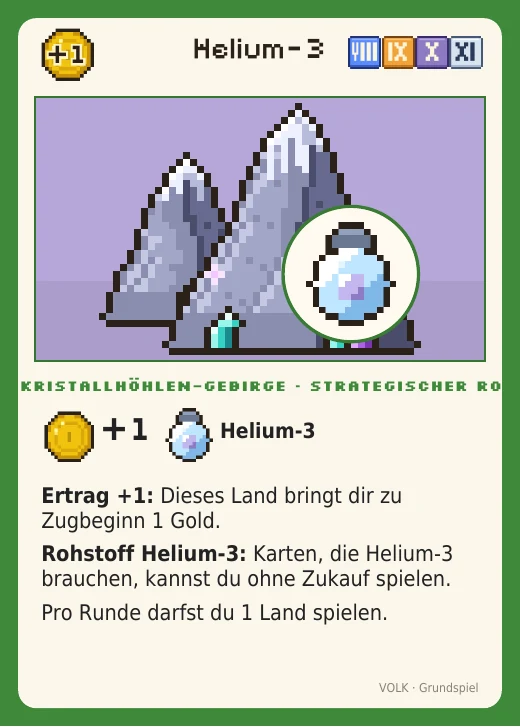 +1 Helium-3 VIII IX X XI
KRISTALLHÖHLEN-GEBIRGE · STRATEGISCHER RO
+1 Helium-3
Ertrag +1: Dieses Land bringt dir zu
Zugbeginn 1 Gold.
Rohstoff Helium-3: Karten, die Helium-3
brauchen, kannst du ohne Zukauf spielen.
Pro Runde darfst du 1 Land spielen.
VOLK · Grundspiel